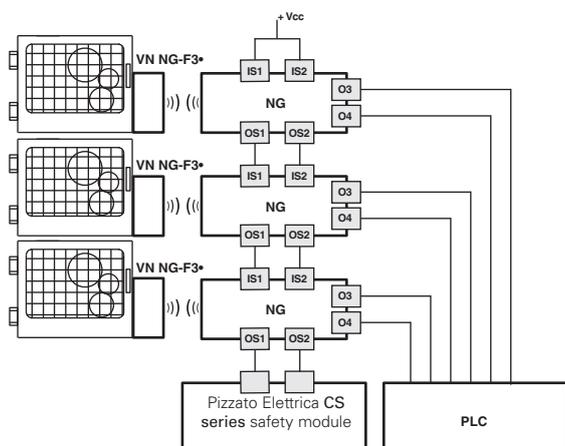 + Vcc
VN NG-F3•
IS1 IS2
NG
O3
O4
OS1 OS2
VN NG-F3•
IS1 IS2
NG
O3
O4
OS1 OS2
VN NG-F3•
IS1 IS2
NG
O3
O4
OS1 OS2
Pizzato Elettrica CS
series safety module
PLC